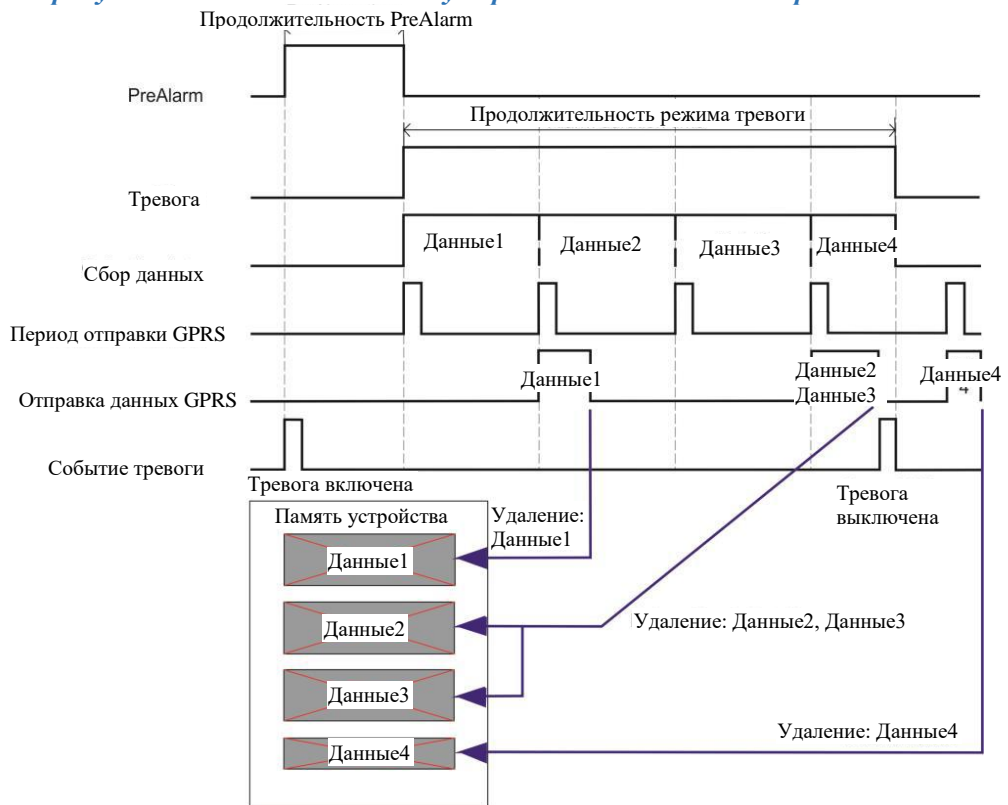 Продолжительность PreAlarm
PreAlarm
Продолжительность режима тревоги
Тревога
Данные1
Данные2
Данные3
Данные4
Сбор данных
Период отправки GPRS
Данные1
Данные2
Данные3
Данные4
4
Отправка данных GPRS
Событие тревоги
Тревога включена
Тревога
выключена
Память устройства
Удаление:
Данные1
Данные1
Данные2
Удаление: Данные2, Данные3
Данные3
Удаление: Данные4
Данные4